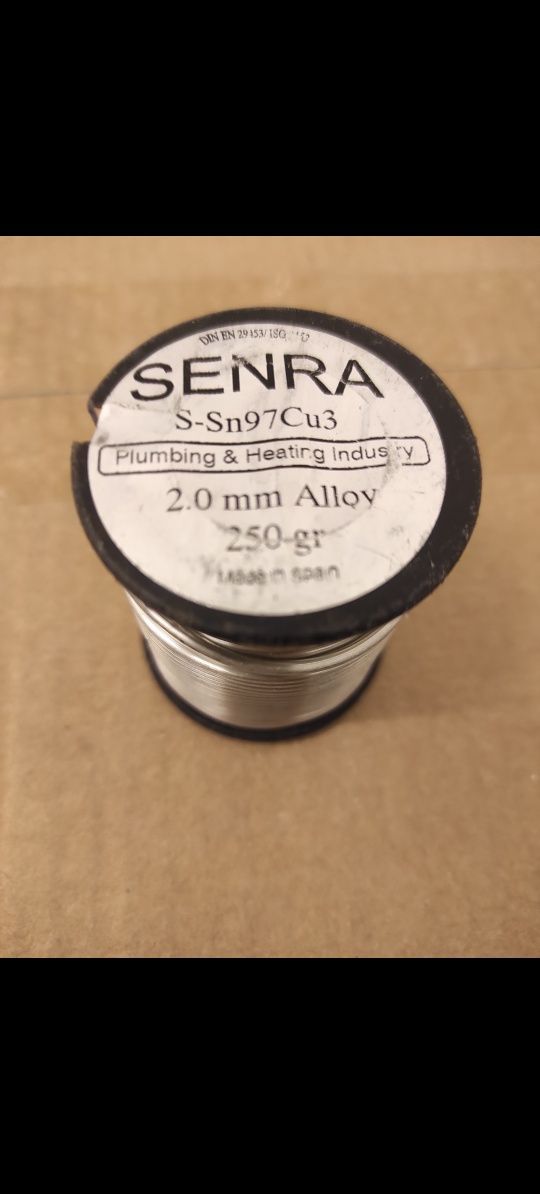 DIN EN 29453/ ISO
SENRA
S-Sn97Cu3
Plumbing & Heating Industry
2.0 mm Alloy
250 gr
Made in Spain